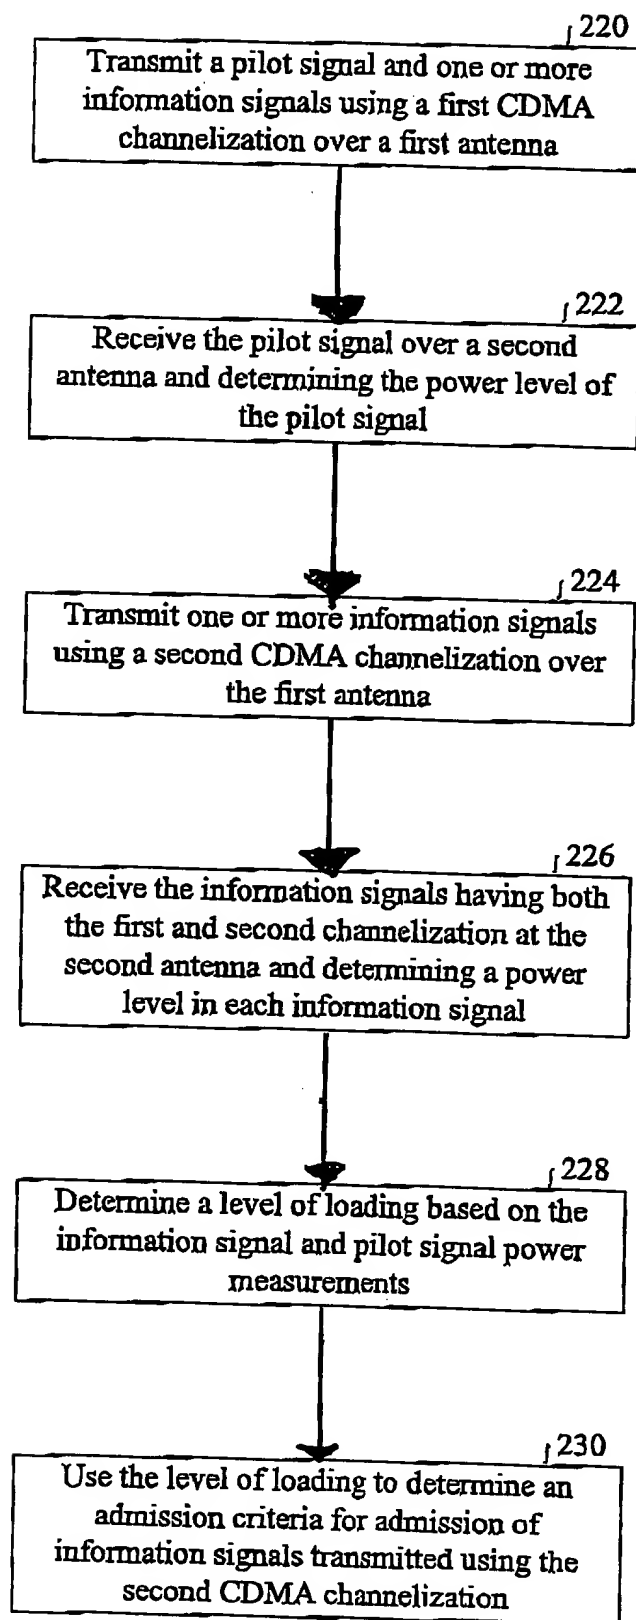 220
Transmit a pilot signal and one or more
information signals using a first CDMA
channelization over a first antenna
222
Receive the pilot signal over a second
antenna and determining the power level of
the pilot signal
224
Transmit one or more information signals
using a second CDMA channelization over
the first antenna
226
Receive the information signals having both
the first and second channelization at the
second antenna and determining a power
level in each information signal
228
Determine a level of loading based on the
information signal and pilot signal power
measurements
230
Use the level of loading to determine an
admission criteria for admission of
information signals transmitted using the
second CDMA channelization